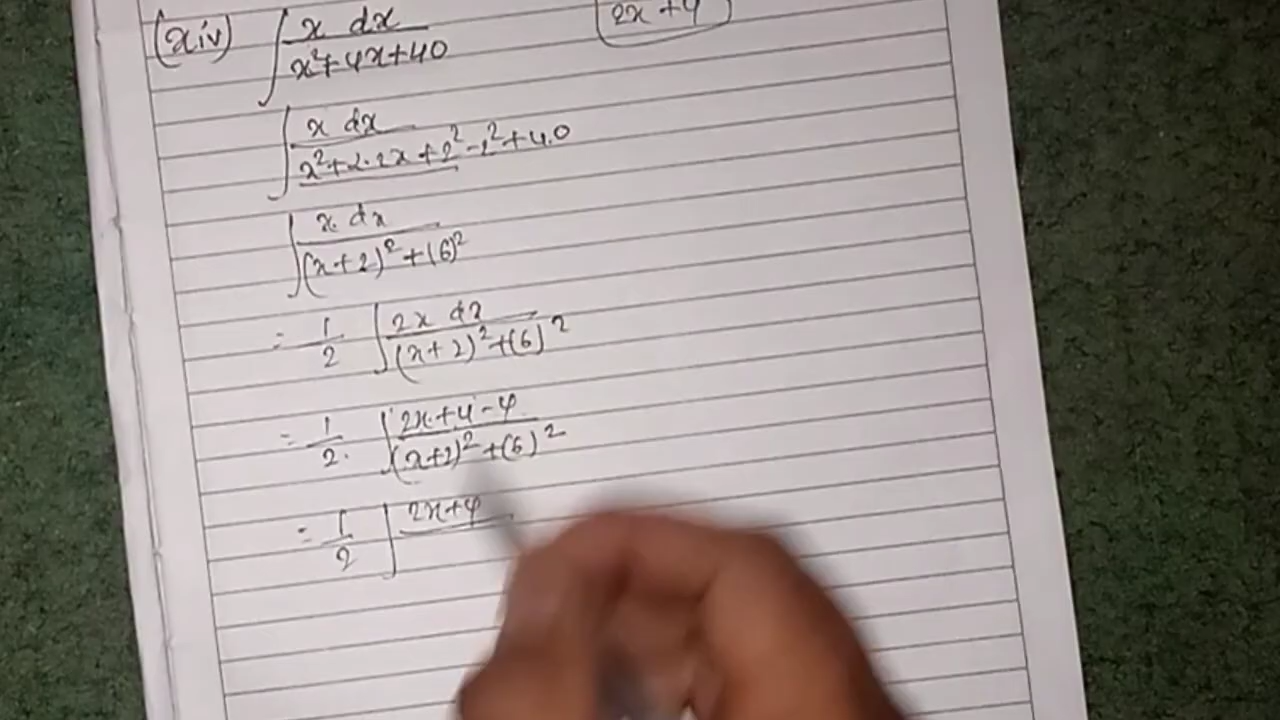 (xiv) ∫ x dx / x²+4x+40
2x+4
∫ x dx / x²+2·2x+2²-2²+40
∫ x dx / (x+2)²+(6)²
= 1/2 ∫ 2x dx / (x+2)²+(6)²
= 1/2 ∫ 2x+4-4 / (x+2)²+(6)²
= 1/2 ∫ 2x+4